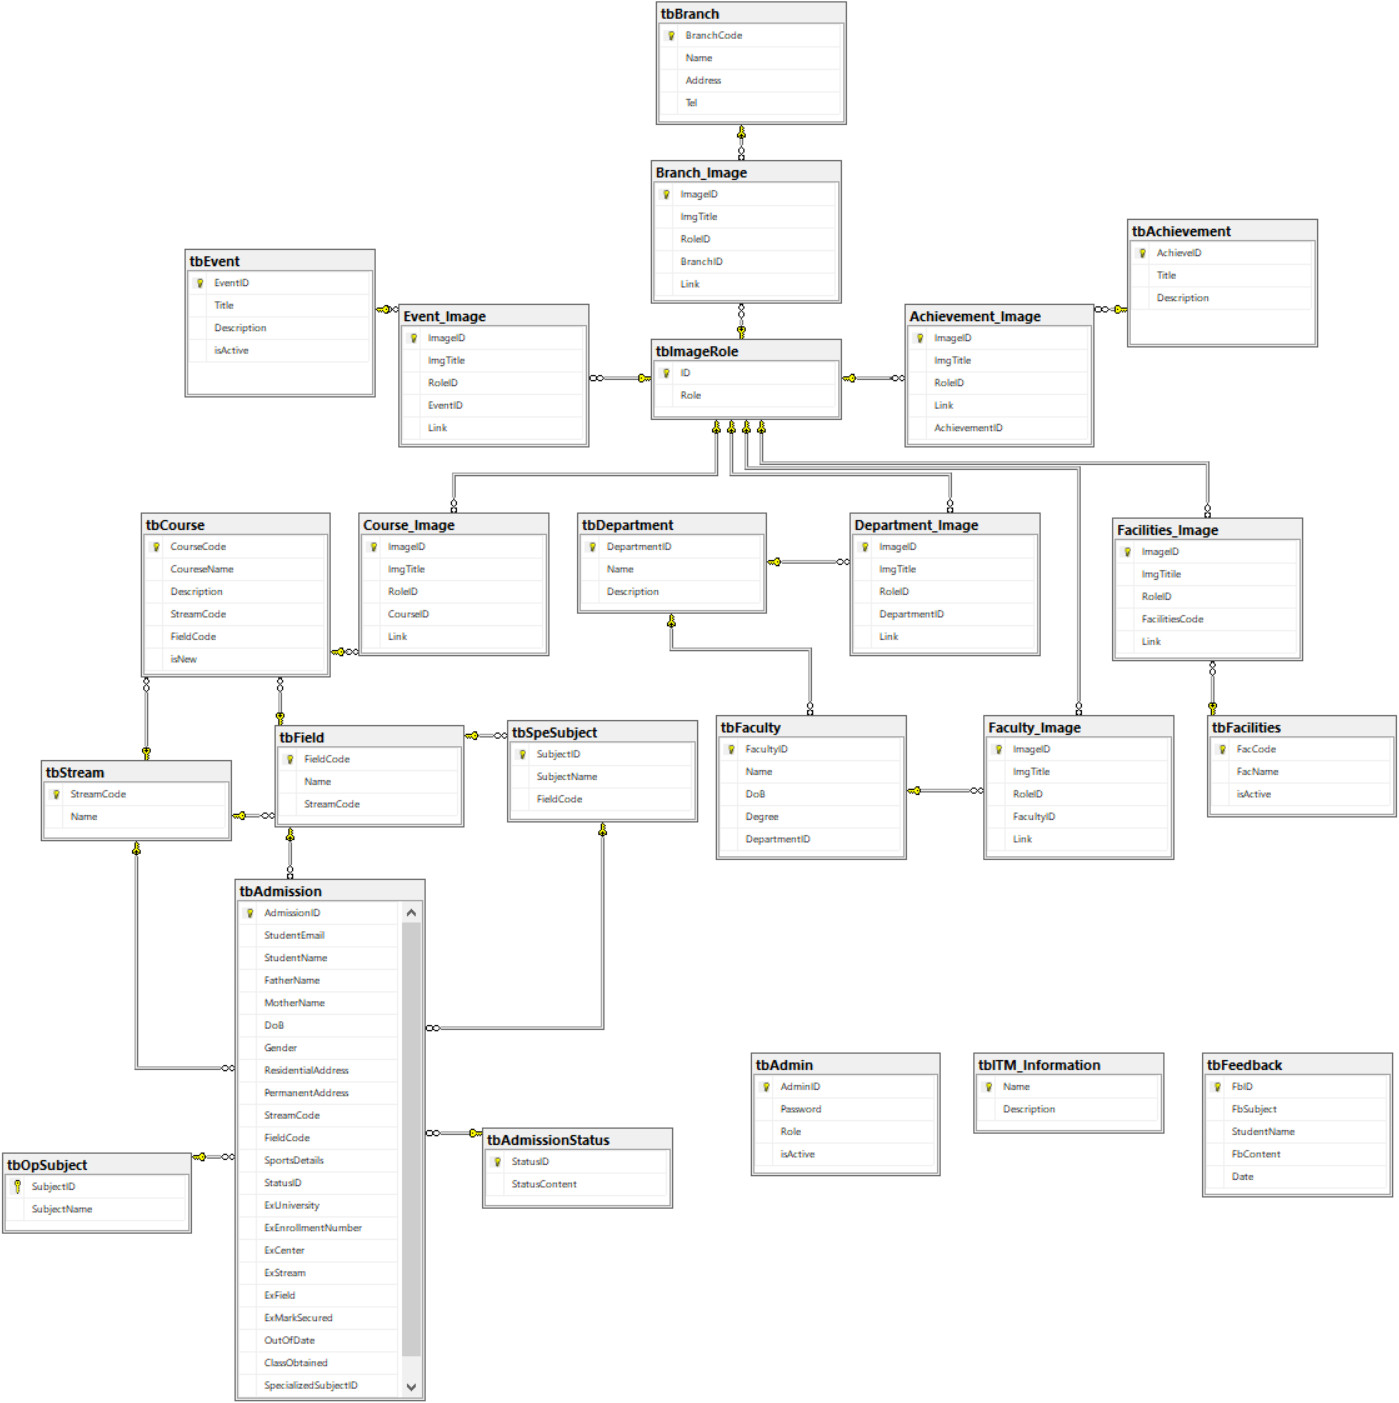 tbBranch
BranchCode
Name
Address
Tel
Branch_Image
ImageID
ImgTitle
RoleID
BranchID
Link
tbEvent
EventID
Title
Description
isActive
Event_Image
ImageID
ImgTitle
RoleID
EventID
Link
tbImageRole
ID
Role
Achievement_Image
ImageID
ImgTitle
RoleID
Link
AchievementID
tbAchievement
AchieveID
Title
Description
tbCourse
CourseCode
CoureseName
Description
StreamCode
FieldCode
isNew
Course_Image
ImageID
ImgTitle
RoleID
CourseID
Link
tbDepartment
DepartmentID
Name
Description
Department_Image
ImageID
ImgTitle
RoleID
DepartmentID
Link
Facilities_Image
ImageID
ImgTitile
RoleID
FacilitiesCode
Link
tbStream
StreamCode
Name
tbField
FieldCode
Name
StreamCode
tbSpeSubject
SubjectID
SubjectName
FieldCode
tbFaculty
FacultyID
Name
DoB
Degree
DepartmentID
Faculty_Image
ImageID
ImgTitle
RoleID
FacultyID
Link
tbFacilities
FacCode
FacName
isActive
tbAdmission
AdmissionID
StudentEmail
StudentName
FatherName
MotherName
DoB
Gender
ResidentialAddress
PermanentAddress
StreamCode
FieldCode
SportsDetails
StatusID
ExUniversity
ExEnrollmentNumber
ExCenter
ExStream
ExField
ExMarkSecured
OutOfDate
ClassObtained
SpecializedSubjectID
tbOpSubject
SubjectID
SubjectName
tbAdmissionStatus
StatusID
StatusContent
tbAdmin
AdminID
Password
Role
isActive
tbITM_Information
Name
Description
tbFeedback
FbID
FbSubject
StudentName
FbContent
Date